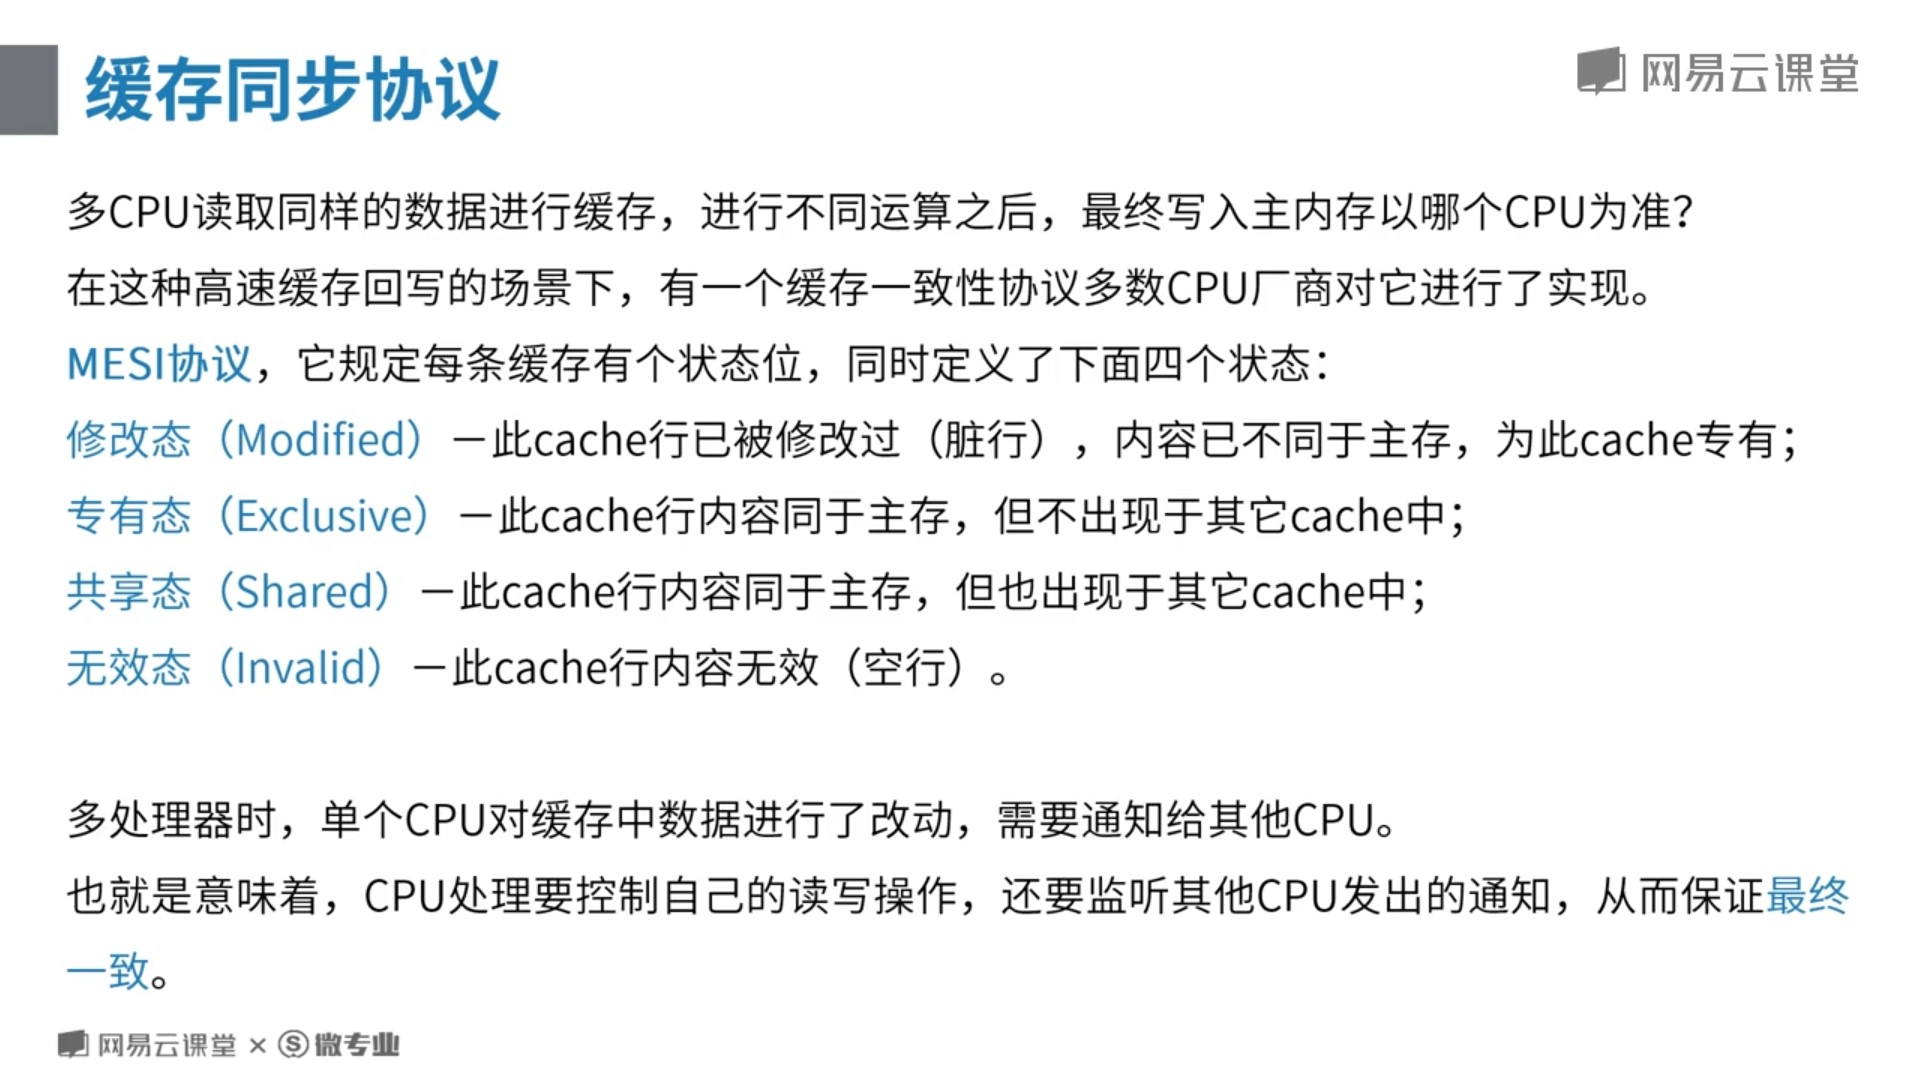 缓存同步协议
网易云课堂
多CPU读取同样的数据进行缓存，进行不同运算之后，最终写入主内存以哪个CPU为准？
在这种高速缓存回写的场景下，有一个缓存一致性协议多数CPU厂商对它进行了实现。
MESI协议，它规定每条缓存有个状态位，同时定义了下面四个状态：
修改态（Modified）—此cache行已被修改过（脏行），内容已不同于主存，为此cache专有；
专有态（Exclusive）—此cache行内容同于主存，但不出现于其它cache中；
共享态（Shared）—此cache行内容同于主存，但也出现于其它cache中；
无效态（Invalid）—此cache行内容无效（空行）。
多处理器时，单个CPU对缓存中数据进行了改动，需要通知给其他CPU。
也就是意味着，CPU处理要控制自己的读写操作，还要监听其他CPU发出的通知，从而保证最终
一致。
网易云课堂 × 微专业